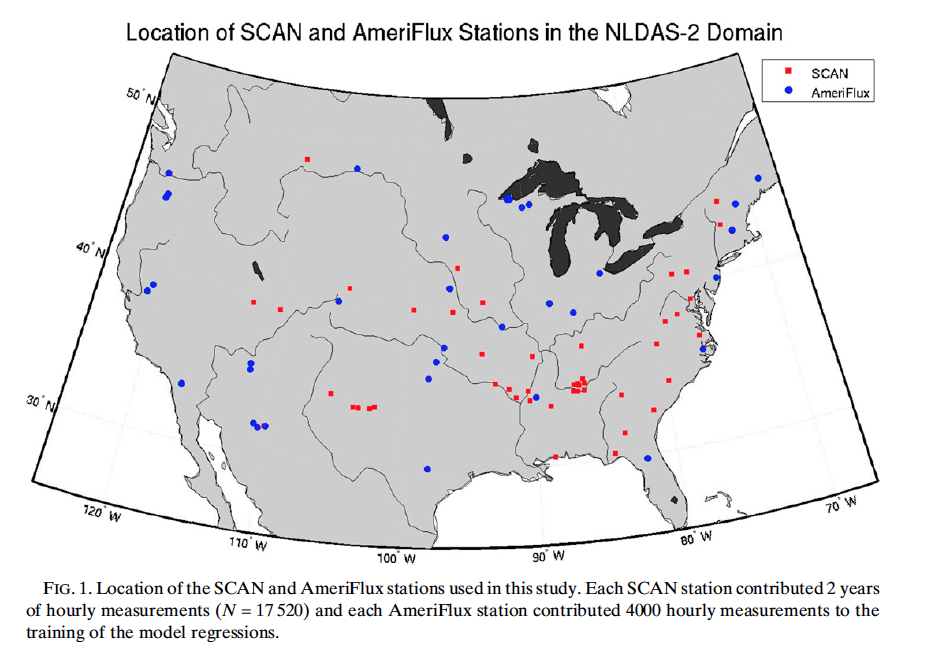 Location of SCAN and AmeriFlux Stations in the NLDAS-2 Domain
SCAN
AmeriFlux
50° N
40° N
30° N
120° W
110° W
100° W
90° W
80° W
70° W
FIG. 1. Location of the SCAN and AmeriFlux stations used in this study. Each SCAN station contributed 2 years
of hourly measurements (N = 17 520) and each AmeriFlux station contributed 4000 hourly measurements to the
training of the model regressions.